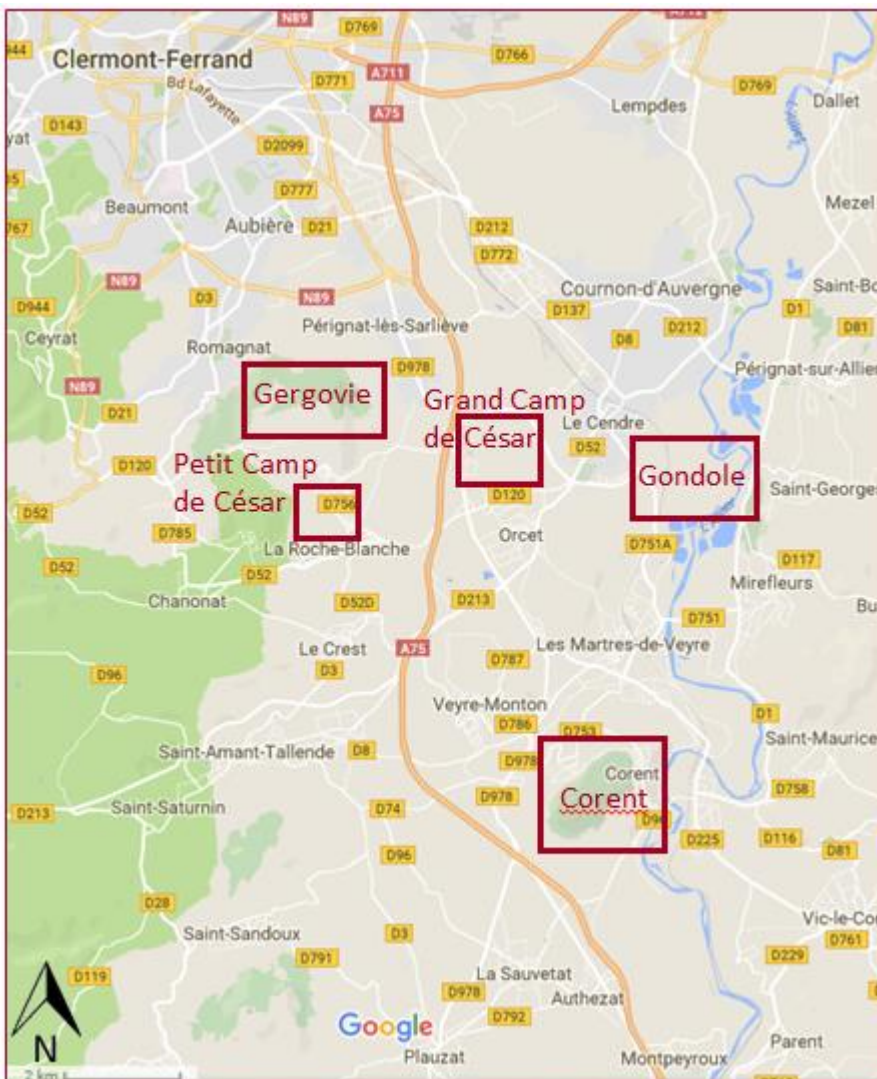 N89
D769
D944
Clermont-Ferrand
D766
A711
D771
Bd Lafayette
A75
D769
Lempdes
Dallet
D143
D2099
D777
Beaumont
Mezel
Aubière
D21
D212
D772
N89
Cournon-d'Auvergne
D944
D3
N89
D137
D212
D1
Ceyrat
Pérignat-lès-Sarliève
D8
D81
Romagnat
D978
Pérignat-sur-Allier
N89
Gergovie
Grand Camp
de César
Le Cendre
D21
D52
D120
Petit Camp
de César
Gondole
D756
D120
Saint-Georges
D52
D785
La Roche-Blanche
Orcet
D751A
D117
D52
D52
Mirefleurs
Chanonat
D52D
D213
D751
Le Crest
A75
Les Martres-de-Veyre
D96
D3
D787
Veyre-Monton
D1
D786
D753
Saint-Amant-Tallende
D8
D978
Saint-Maurice
Corent
D213
Saint-Saturnin
D74
D978
Corent
D758
D96
D225
D116
D81
D96
D28
Saint-Sandoux
D3
D761
D791
D229
D119
La Sauvetat
D978
Authezat
D792
Google
N
Parent
Plauzat
Montpeyroux
2 km